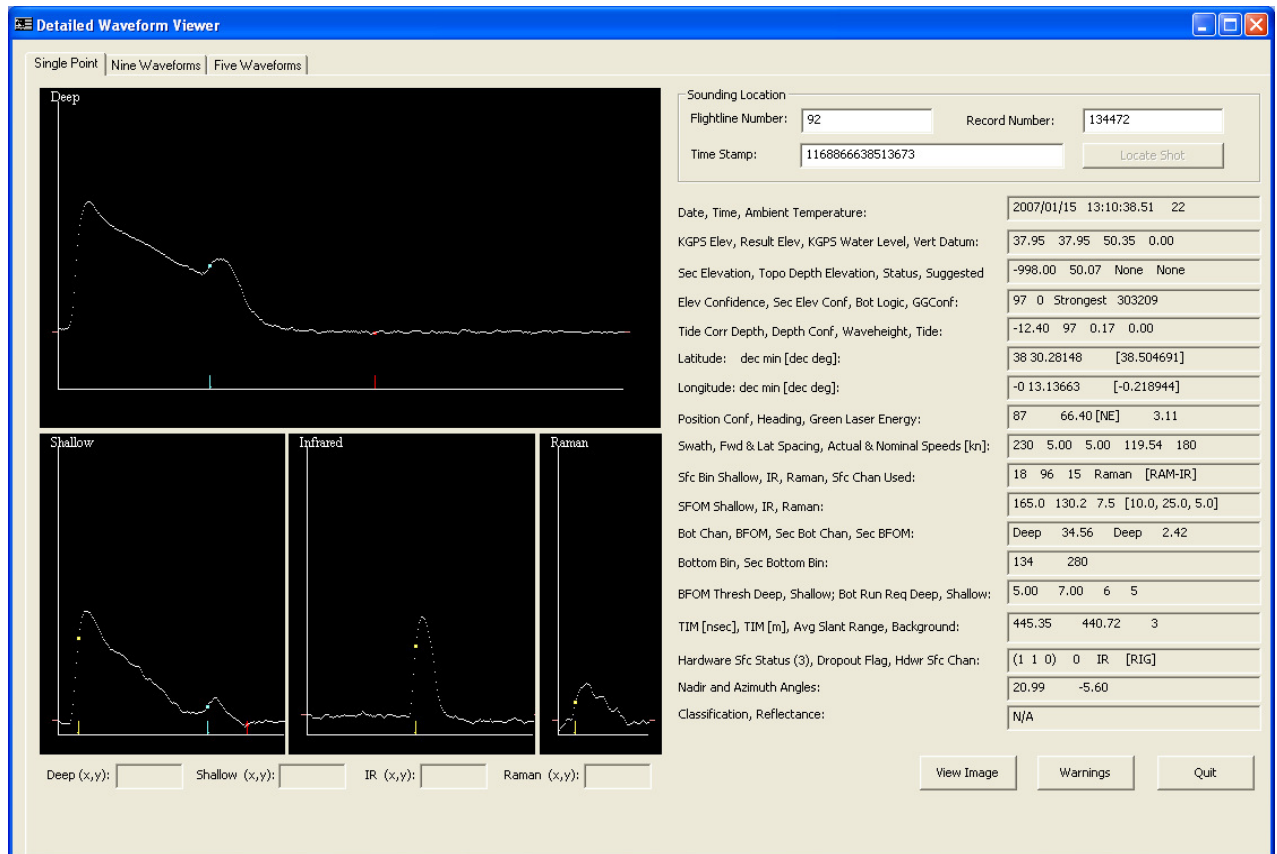 Detailed Waveform Viewer
Single Point Nine Waveforms Five Waveforms
Deep
Shallow
Infrared
Raman
Deep (x,y): Shallow (x,y): IR (x,y): Raman (x,y):
Sounding Location
Flightline Number: 92 Record Number: 134472
Time Stamp: 1168866638513673 Locate Shot
Date, Time, Ambient Temperature: 2007/01/15 13:10:38.51 22
KGPS Elev, Result Elev, KGPS Water Level, Vert Datum: 37.95 37.95 50.35 0.00
Sec Elevation, Topo Depth Elevation, Status, Suggested -998.00 50.07 None None
Elev Confidence, Sec Elev Conf, Bot Logic, GGConf: 97 0 Strongest 303209
Tide Corr Depth, Depth Conf, Waveheight, Tide: -12.40 97 0.17 0.00
Latitude: dec min [dec deg]: 38 30.28148 [38.504691]
Longitude: dec min [dec deg]: -0 13.13663 [-0.218944]
Position Conf, Heading, Green Laser Energy: 87 66.40 [NE] 3.11
Swath, Fwd & Lat Spacing, Actual & Nominal Speeds [kn]: 230 5.00 5.00 119.54 180
Sfc Bin Shallow, IR, Raman, Sfc Chan Used: 18 96 15 Raman [RAM-IR]
SFOM Shallow, IR, Raman: 165.0 130.2 7.5 [10.0, 25.0, 5.0]
Bot Chan, BFOM, Sec Bot Chan, Sec BFOM: Deep 34.56 Deep 2.42
Bottom Bin, Sec Bottom Bin: 134 280
BFOM Thresh Deep, Shallow; Bot Run Req Deep, Shallow: 5.00 7.00 6 5
TIM [nsec], TIM [m], Avg Slant Range, Background: 445.35 440.72 3
Hardware Sfc Status (3), Dropout Flag, Hdwr Sfc Chan: (1 1 0) 0 IR [RIG]
Nadir and Azimuth Angles: 20.99 -5.60
Classification, Reflectance: N/A
View Image Warnings Quit